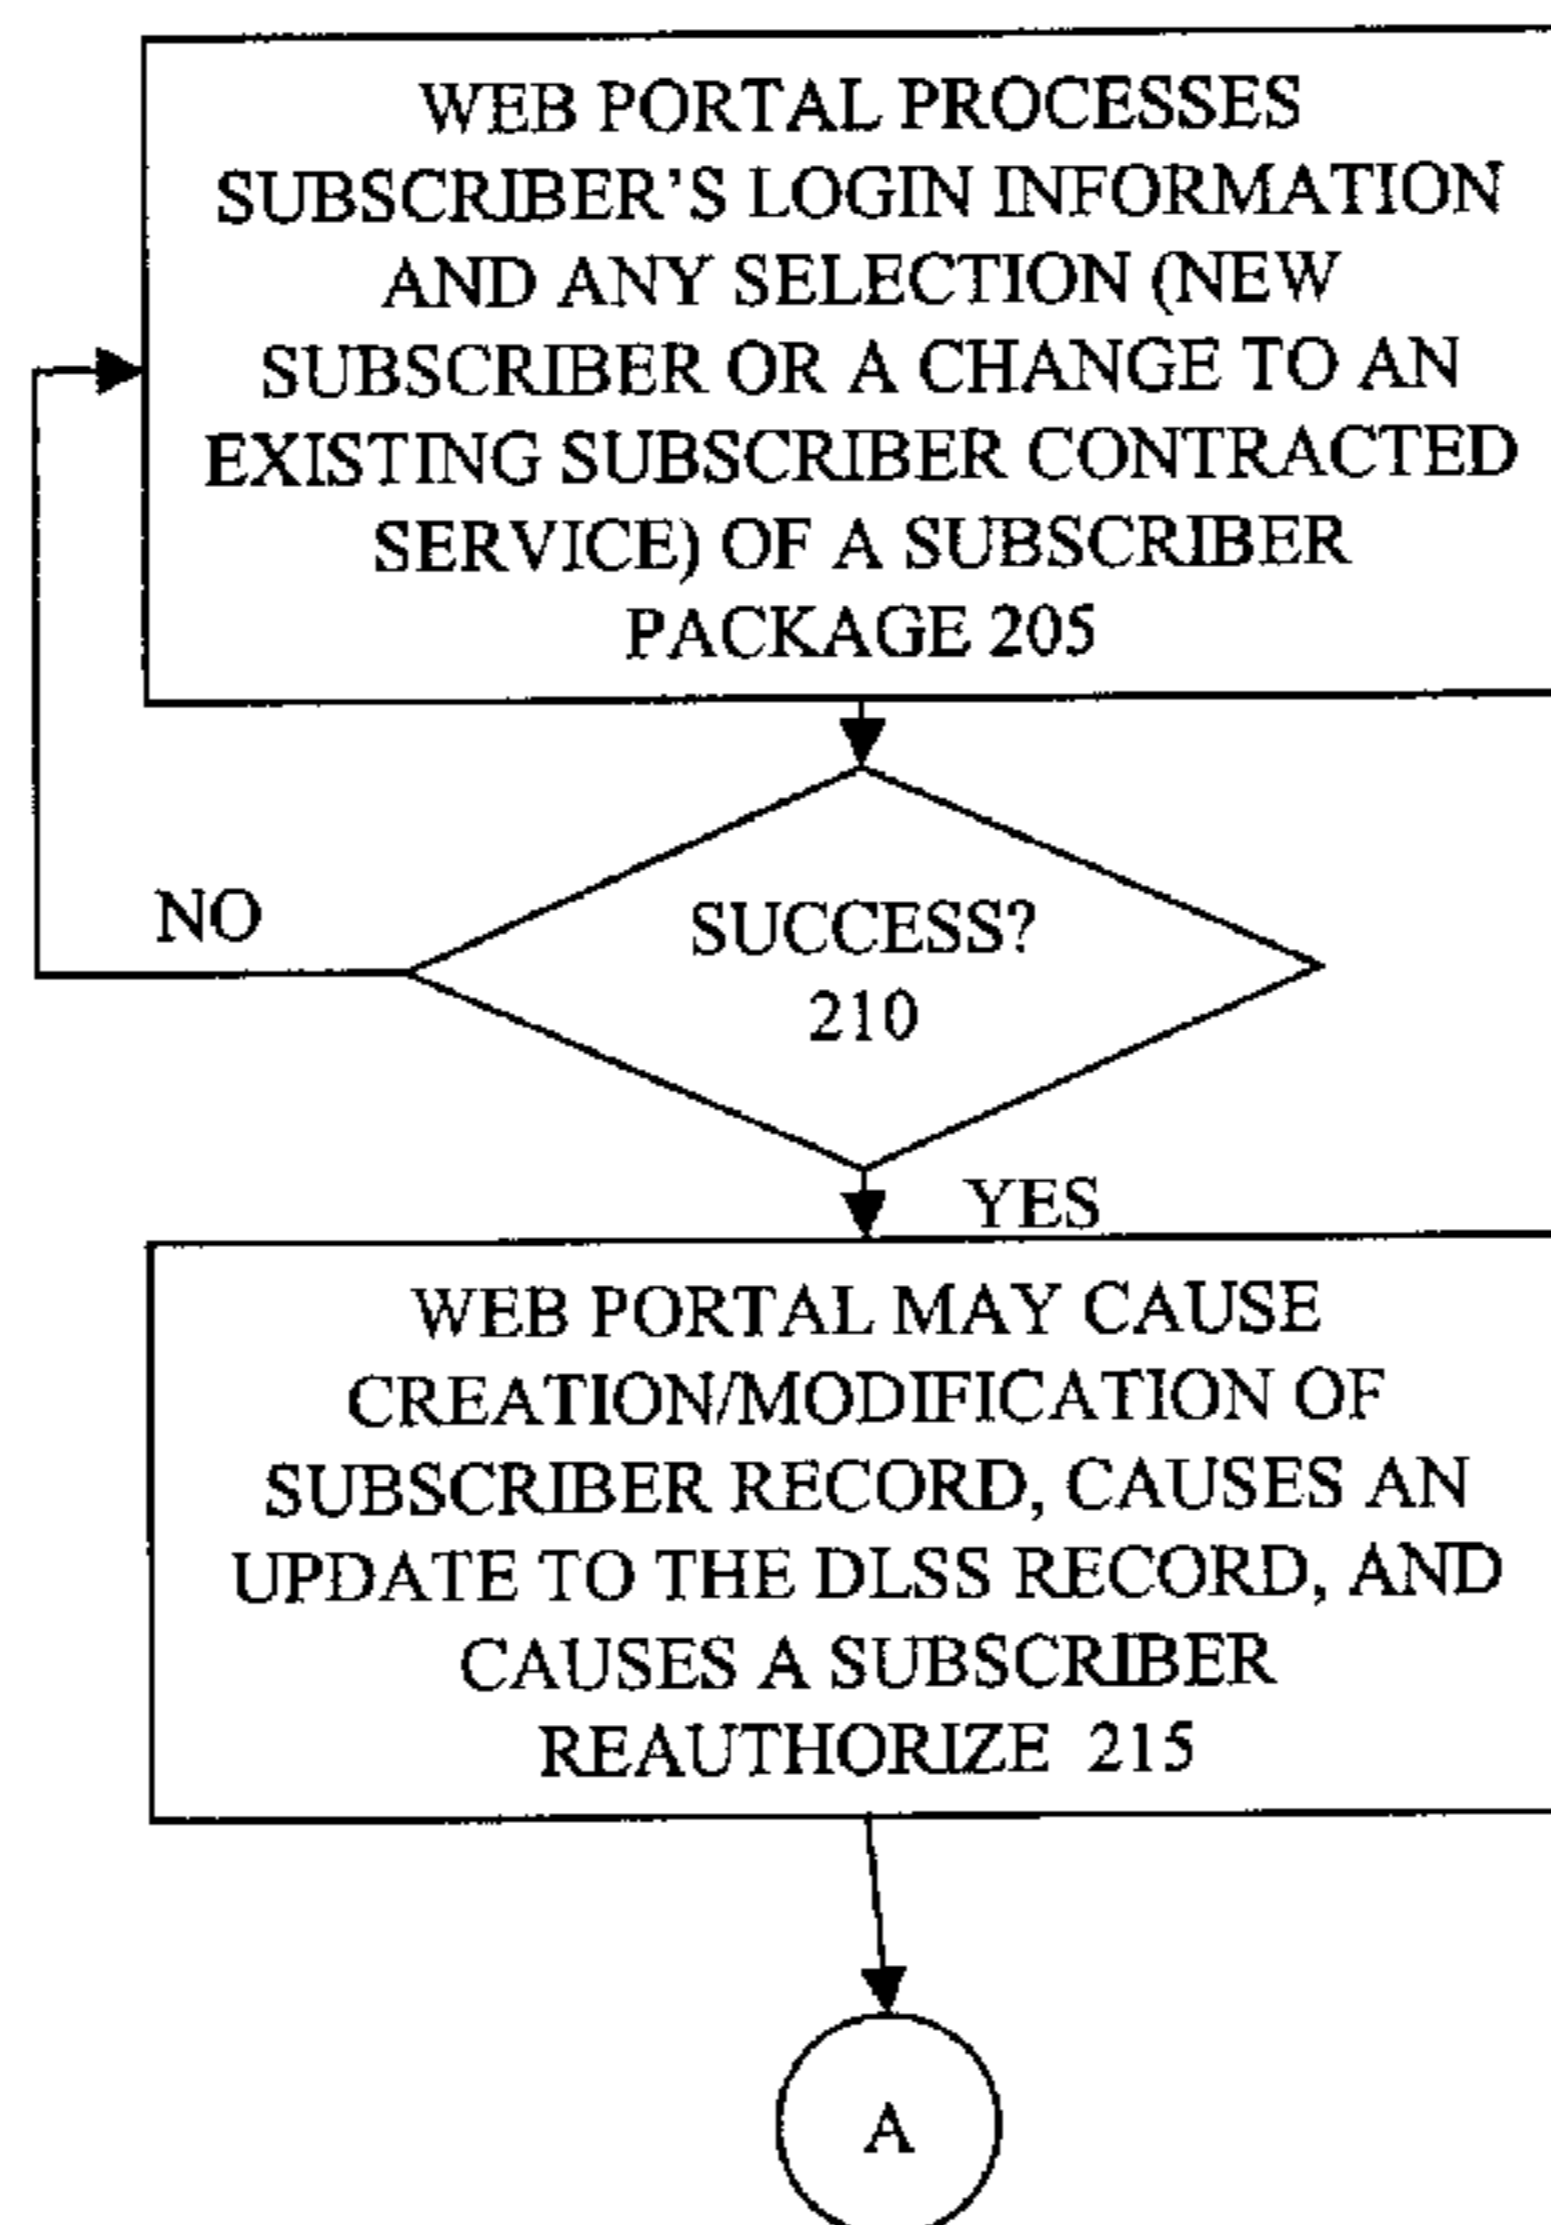 WEB PORTAL PROCESSES
SUBSCRIBER'S LOGIN INFORMATION
AND ANY SELECTION (NEW
SUBSCRIBER OR A CHANGE TO AN
EXISTING SUBSCRIBER CONTRACTED
SERVICE) OF A SUBSCRIBER
PACKAGE 205
NO
SUCCESS?
210
YES
WEB PORTAL MAY CAUSE
CREATION/MODIFICATION OF
SUBSCRIBER RECORD, CAUSES AN
UPDATE TO THE DLSS RECORD, AND
CAUSES A SUBSCRIBER
REAUTHORIZE 215
A